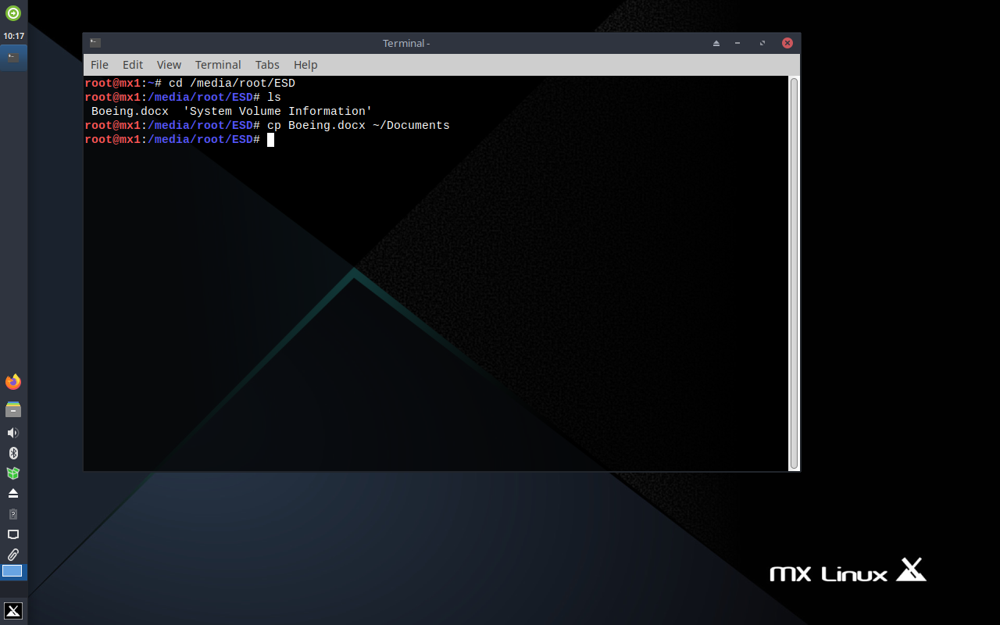 10:17
Terminal -
File Edit View Terminal Tabs Help
root@mx1:~# cd /media/root/ESD
root@mx1:/media/root/ESD# ls
 Boeing.docx  'System Volume Information'
root@mx1:/media/root/ESD# cp Boeing.docx ~/Documents
root@mx1:/media/root/ESD#
MX Linux